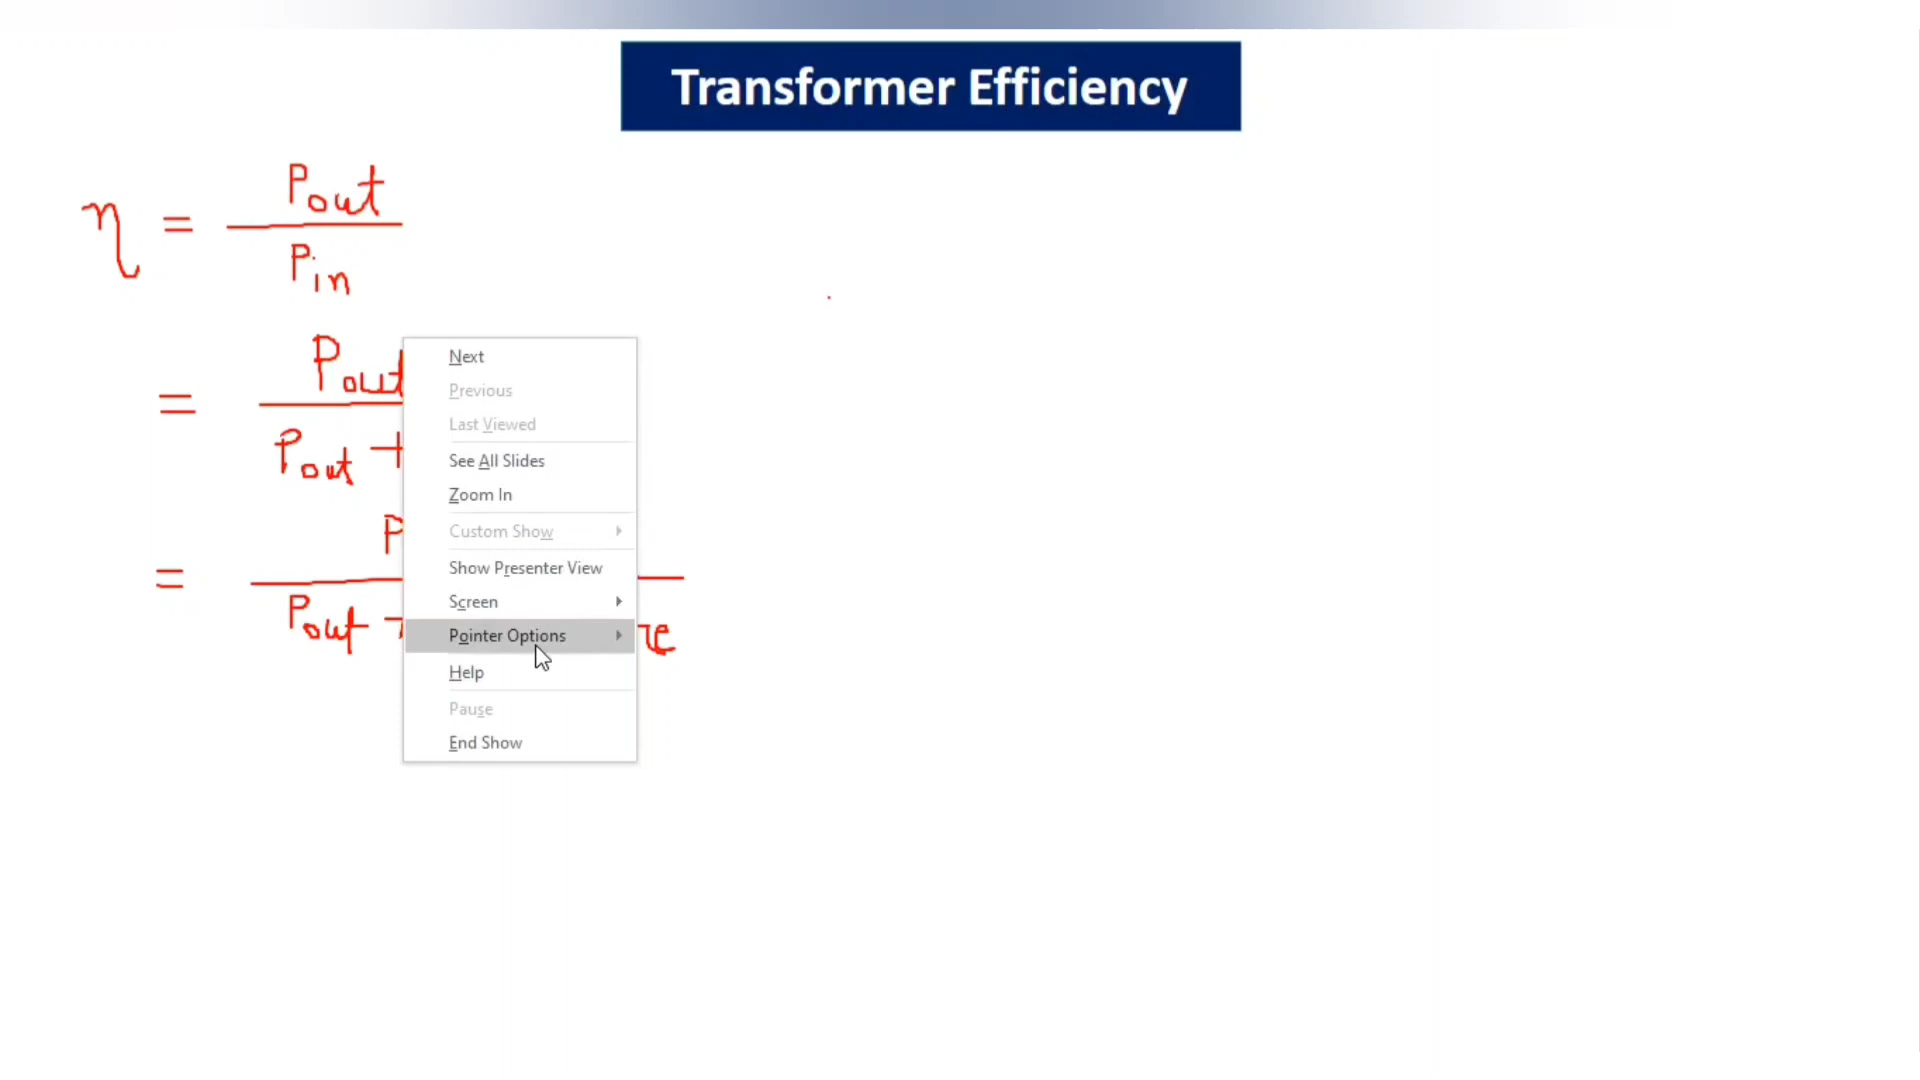 Transformer Efficiency
η = Pout
Pin
= Pout
Pout +
= P
Pout +
Next
Previous
Last Viewed
See All Slides
Zoom In
Custom Show
Show Presenter View
Screen
Pointer Options
Help
Pause
End Show